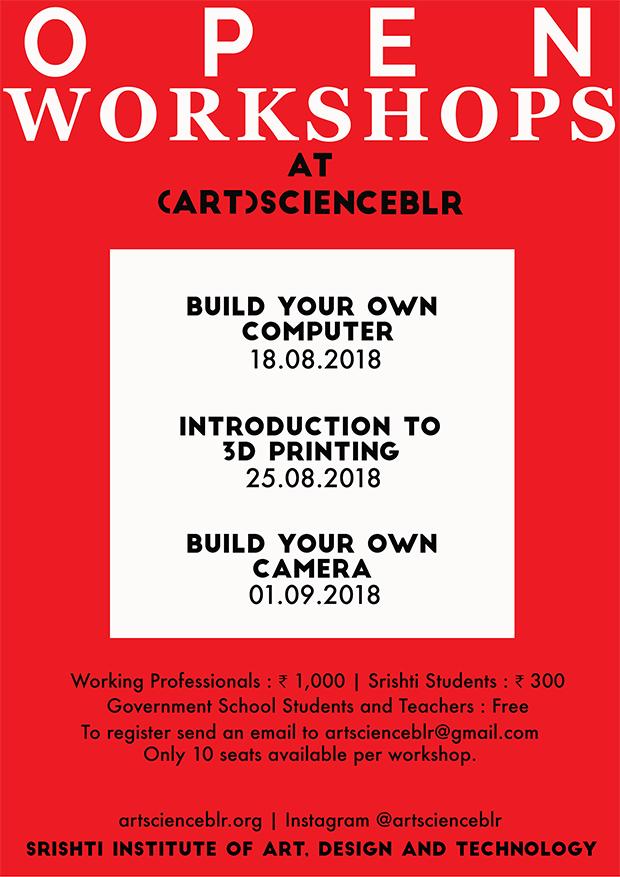 OPEN
WORKSHOPS
AT
(ART)SCIENCEBLR
BUILD YOUR OWN
COMPUTER
18.08.2018
INTRODUCTION TO
3D PRINTING
25.08.2018
BUILD YOUR OWN
CAMERA
01.09.2018
Working Professionals : ₹ 1,000 | Srishti Students : ₹ 300
Government School Students and Teachers : Free
To register send an email to artscienceblr@gmail.com
Only 10 seats available per workshop.
artscienceblr.org | Instagram @artscienceblr
SRISHTI INSTITUTE OF ART, DESIGN AND TECHNOLOGY